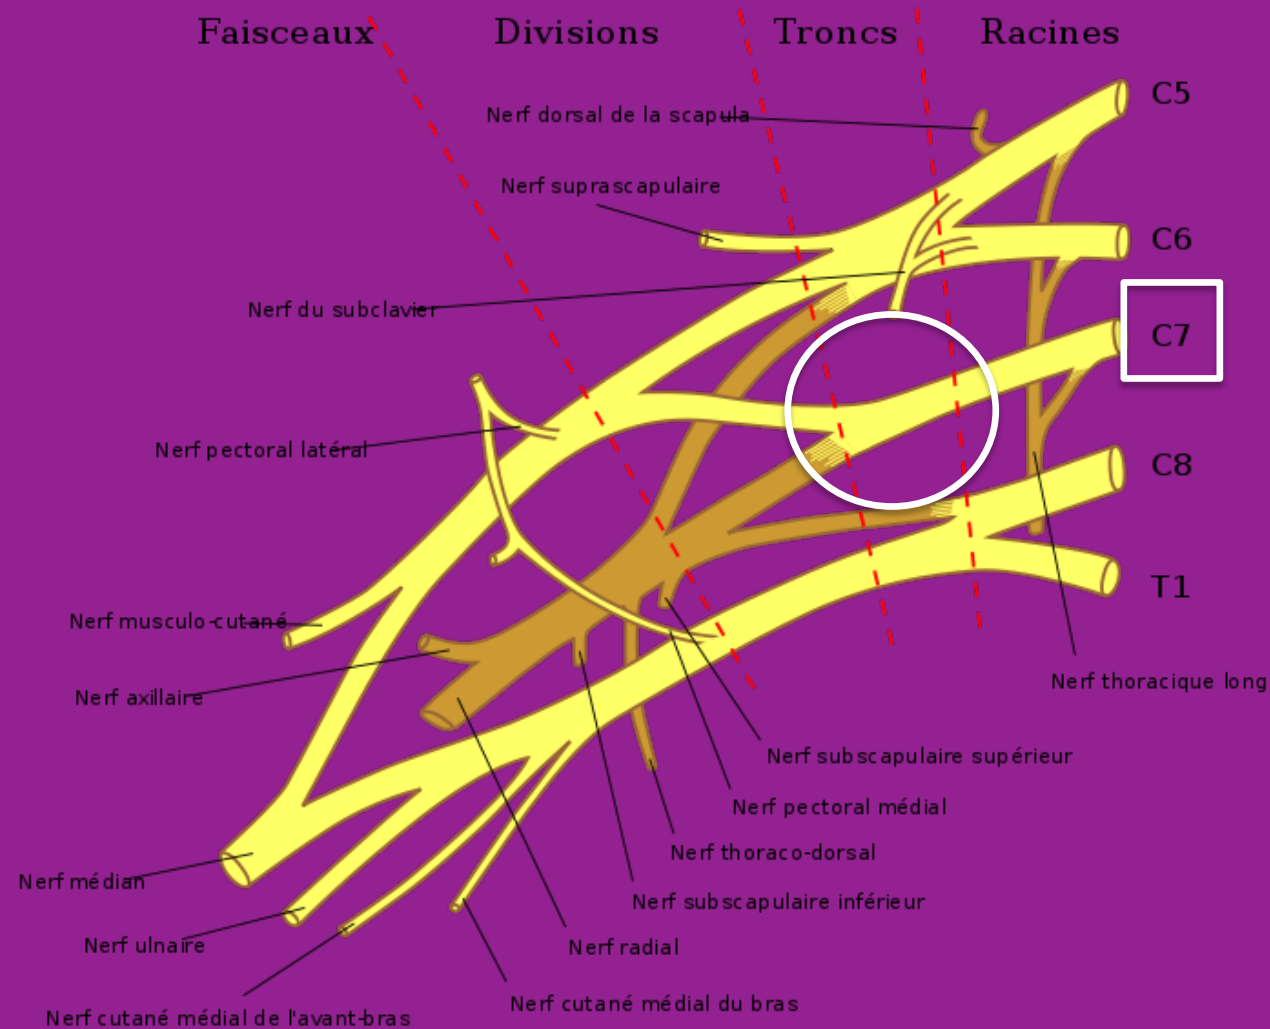 Faisceaux Divisions Troncs Racines
C5
Nerf dorsal de la scapula
Nerf suprascapulaire
C6
Nerf du subclavier
C7
Nerf pectoral latéral
C8
T1
Nerf musculo-cutané
Nerf thoracique long
Nerf axillaire
Nerf subscapulaire supérieur
Nerf pectoral médial
Nerf thoraco-dorsal
Nerf médian
Nerf subscapulaire inférieur
Nerf ulnaire
Nerf radial
Nerf cutané médial du bras
Nerf cutané médial de l'avant-bras